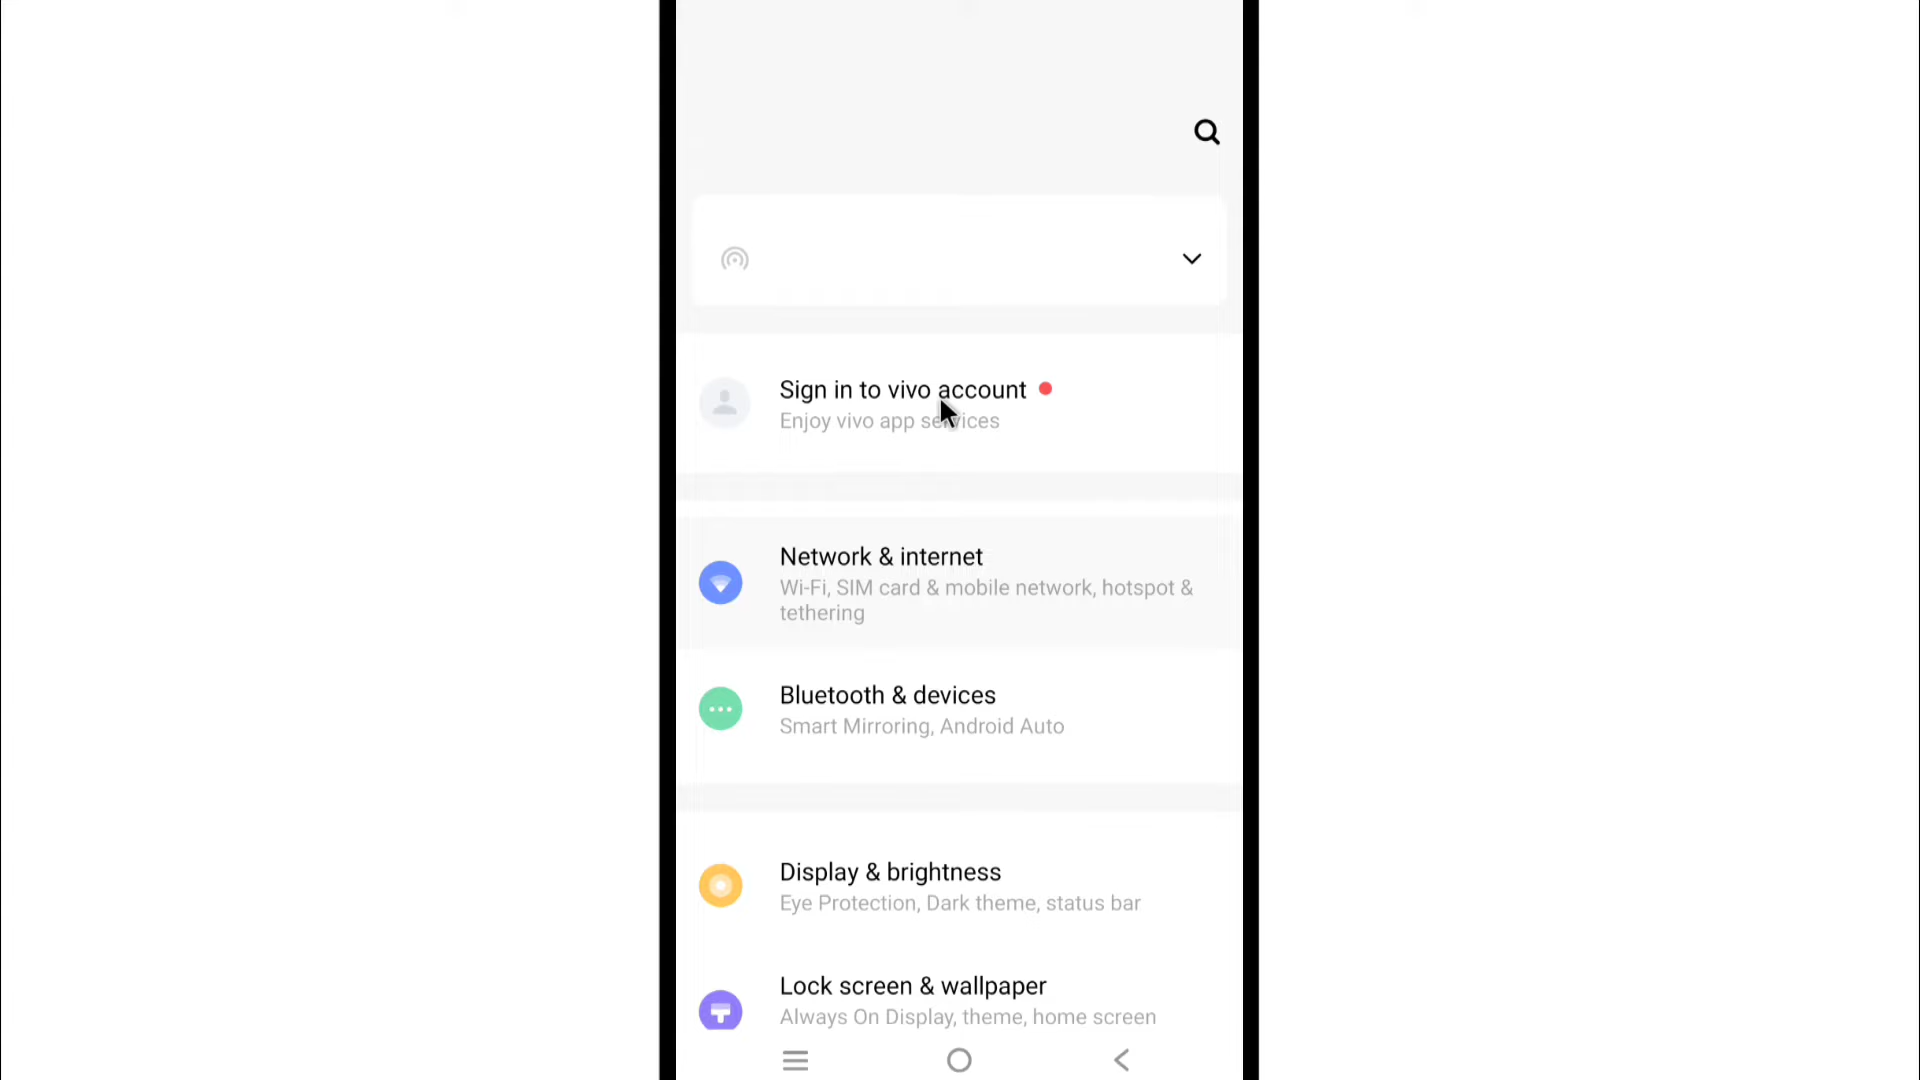 Sign in to vivo account
Enjoy vivo app services
Network & internet
Wi-Fi, SIM card & mobile network, hotspot &
tethering
Bluetooth & devices
Smart Mirroring, Android Auto
Display & brightness
Eye Protection, Dark theme, status bar
Lock screen & wallpaper
Always On Display, theme, home screen